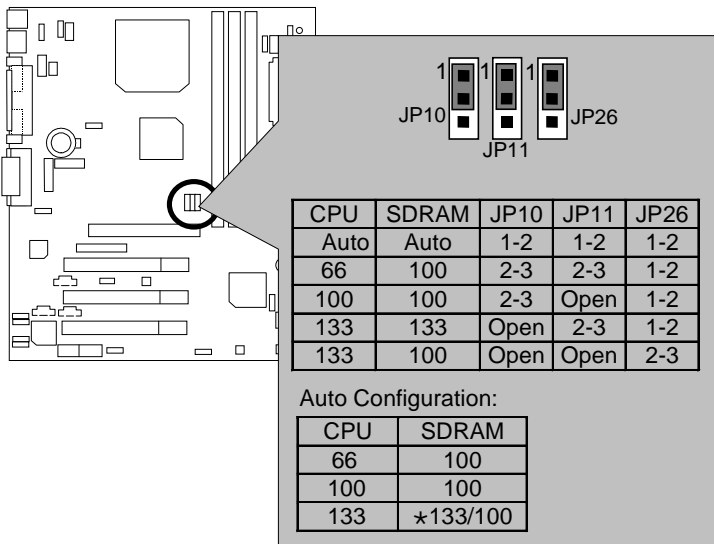 1 1 1
JP10 JP26
JP11
CPU SDRAM JP10 JP11 JP26
Auto Auto 1-2 1-2 1-2
66 100 2-3 2-3 1-2
100 100 2-3 Open 1-2
133 133 Open 2-3 1-2
133 100 Open Open 2-3
Auto Configuration:
CPU SDRAM
66 100
100 100
133 *133/100